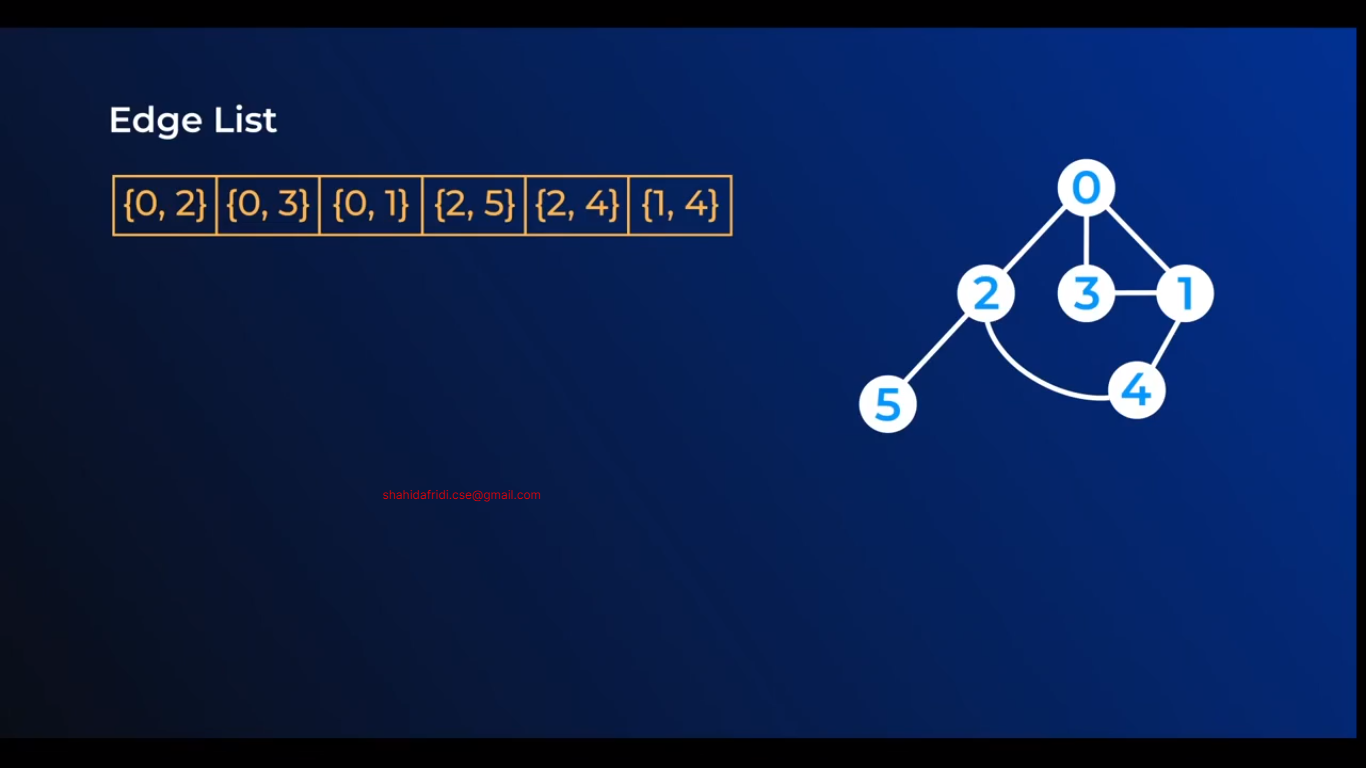 Edge List
{0, 2} {0, 3} {0, 1} {2, 5} {2, 4} {1, 4}
0
2 3 1
4
5
shahidafridi.cse@gmail.com